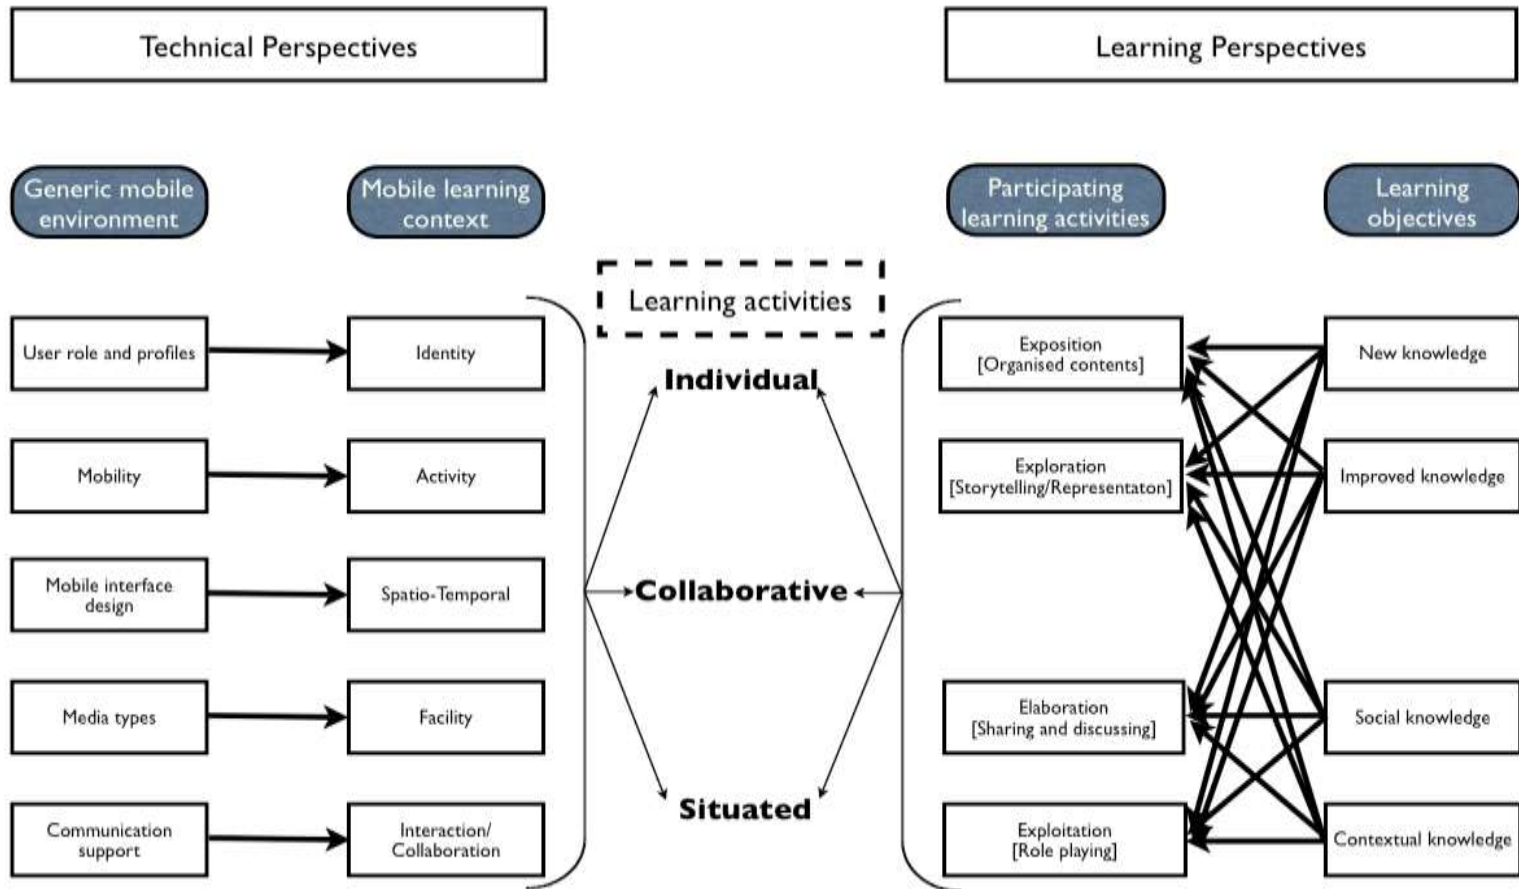 Technical Perspectives
Learning Perspectives
Generic mobile
environment
Mobile learning
context
Participating
learning activities
Learning
objectives
Learning activities
User role and profiles
Identity
Individual
Exposition
[Organised contents]
New knowledge
Mobility
Activity
Exploration
[Storytelling/Representaton]
Improved knowledge
Mobile interface
design
Spatio-Temporal
Collaborative
Media types
Facility
Elaboration
[Sharing and discussing]
Social knowledge
Situated
Communication
support
Interaction/
Collaboration
Exploitation
[Role playing]
Contextual knowledge